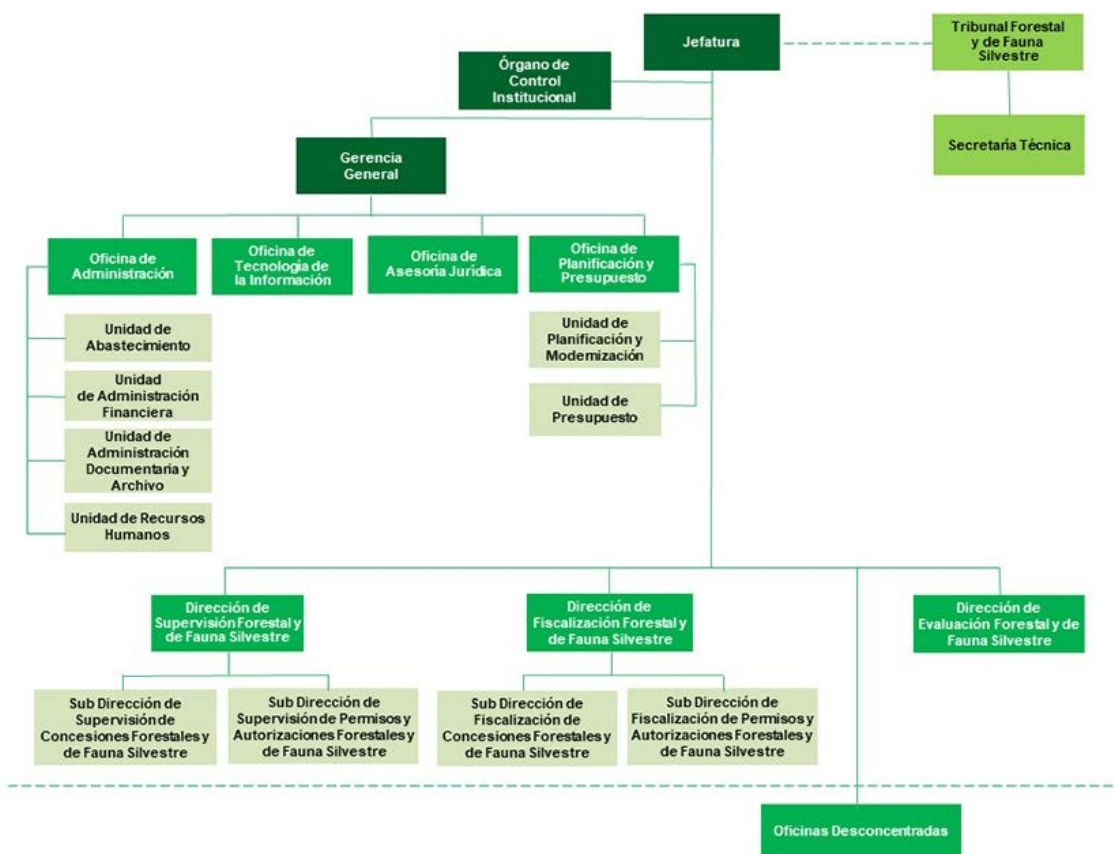 Jefatura
Tribunal Forestal
y de Fauna
Silvestre
Órgano de
Control
Institucional
Secretaría Técnica
Gerencia
General
Oficina de
Administración
Oficina de
Tecnología de
la Información
Oficina de
Asesoría Jurídica
Oficina de
Planificación y
Presupuesto
Unidad de
Abastecimiento
Unidad
de Administración
Financiera
Unidad de
Administración
Documentaria y
Archivo
Unidad de Recursos
Humanos
Unidad de
Planificación y
Modernización
Unidad de
Presupuesto
Dirección de
Supervisión Forestal y
de Fauna Silvestre
Dirección de
Fiscalización Forestal y
de Fauna Silvestre
Dirección de
Evaluación Forestal y de
Fauna Silvestre
Sub Dirección de
Supervisión de
Concesiones Forestales y
de Fauna Silvestre
Sub Dirección de
Supervisión de Permisos y
Autorizaciones Forestales y
de Fauna Silvestre
Sub Dirección de
Fiscalización de
Concesiones Forestales y
de Fauna Silvestre
Sub Dirección de
Fiscalización de Permisos y
Autorizaciones Forestales y
de Fauna Silvestre
Oficinas Desconcentradas